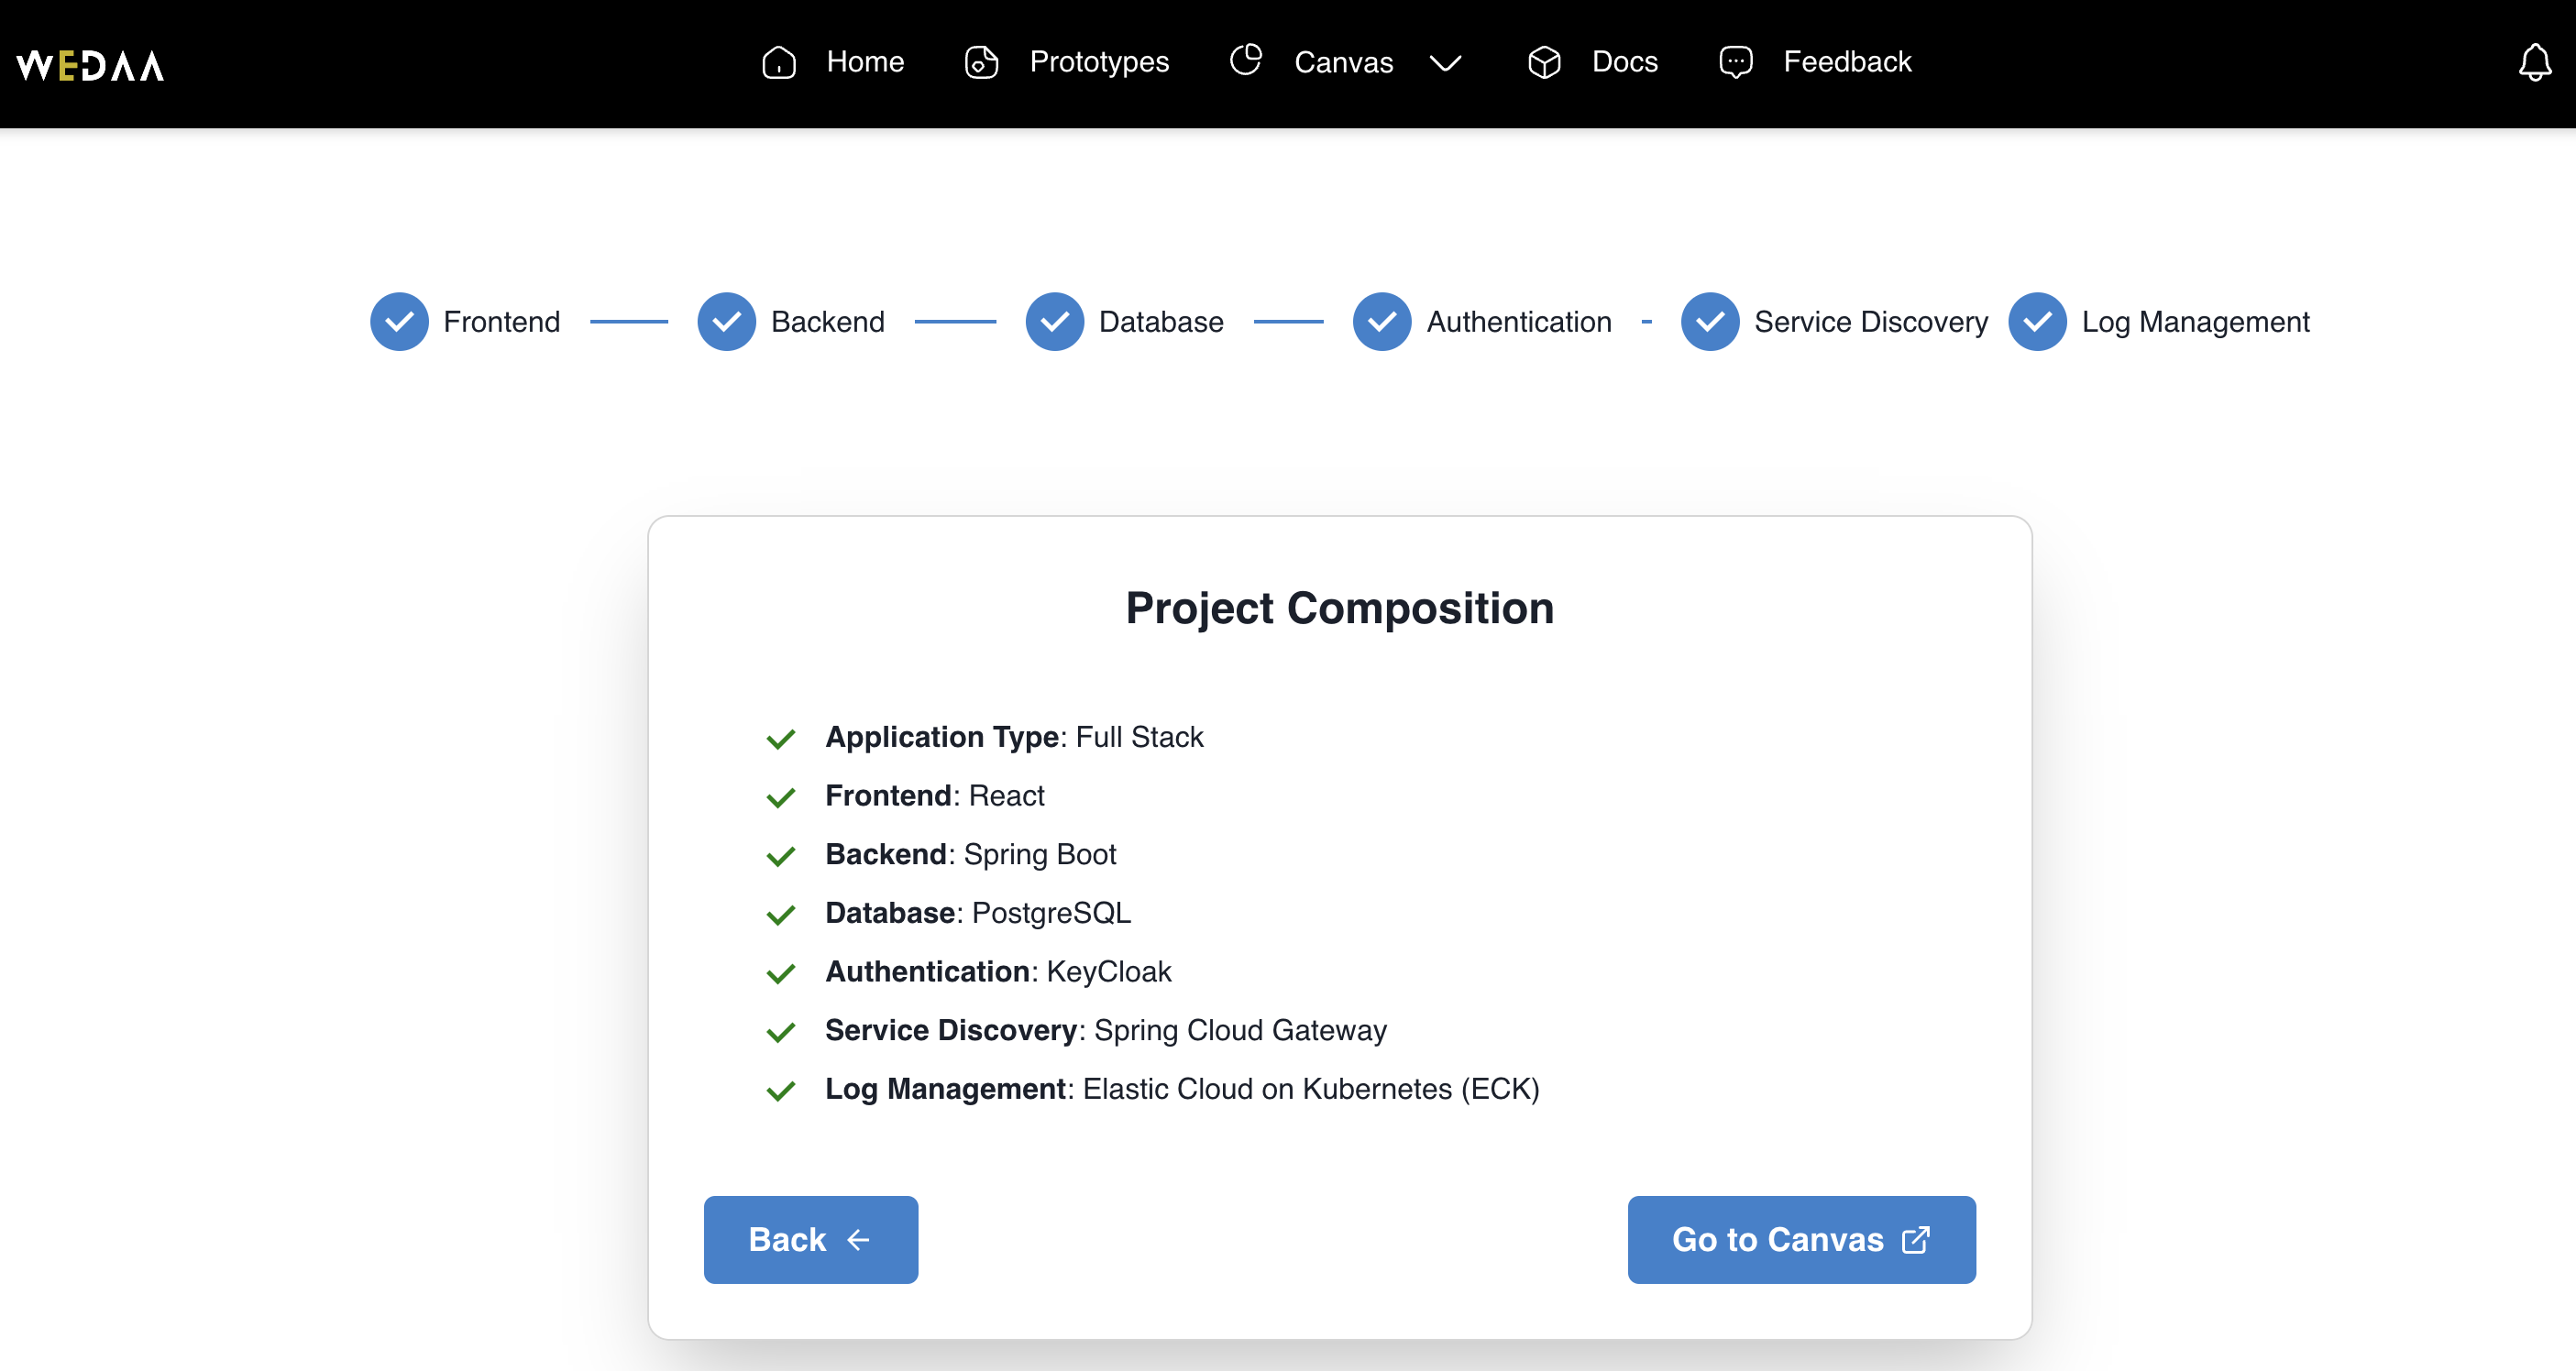 WEDAA
Home Prototypes Canvas Docs Feedback
Frontend Backend Database Authentication Service Discovery Log Management
Project Composition
Application Type: Full Stack
Frontend: React
Backend: Spring Boot
Database: PostgreSQL
Authentication: KeyCloak
Service Discovery: Spring Cloud Gateway
Log Management: Elastic Cloud on Kubernetes (ECK)
Back Go to Canvas